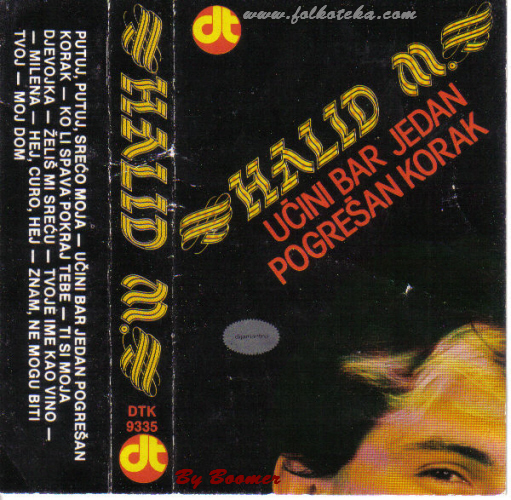 PUTUJ, PUTUJ, SREĆO MOJA — UČINI BAR JEDAN POGREŠAN
KORAK — KO LI SPAVA POKRAJ TEBE — TI SI MOJA
DJEVOJKA — ŽELIŠ MI SREĆU — TVOJE IME KAO VINO —
— MILENA — HEJ, CURO, HEJ — ZNAM, NE MOGU BITI
TVOJ — MOJ DOM
HALID M.
DTK
9335
dt
dt
www.folkoteka.com
HALID M.
UČINI BAR JEDAN
POGREŠAN KORAK
By Boomer